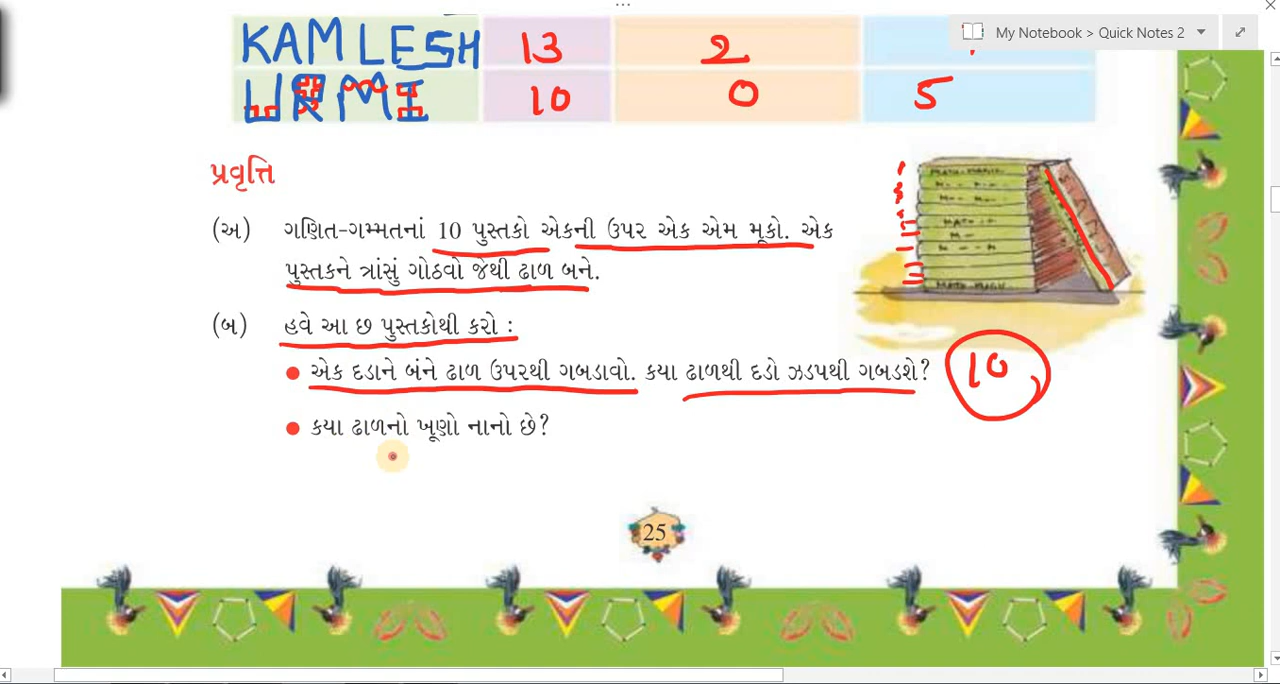 My Notebook > Quick Notes 2
KAMLESH 13 2
URMI 10 0 5
પ્રવૃત્તિ
(અ) ગણિત-ગમ્મતનાં 10 પુસ્તકો એકની ઉપર એક એમ મૂકો. એક
પુસ્તકને ત્રાંસું ગોઠવો જેથી ઢાળ બને.
(બ) હવે આ છ પુસ્તકોથી કરો :
• એક દડાને બંને ઢાળ ઉપરથી ગબડાવો. કયા ઢાળથી દડો ઝડપથી ગબડશે?
10
• કયા ઢાળનો ખૂણો નાનો છે?
25